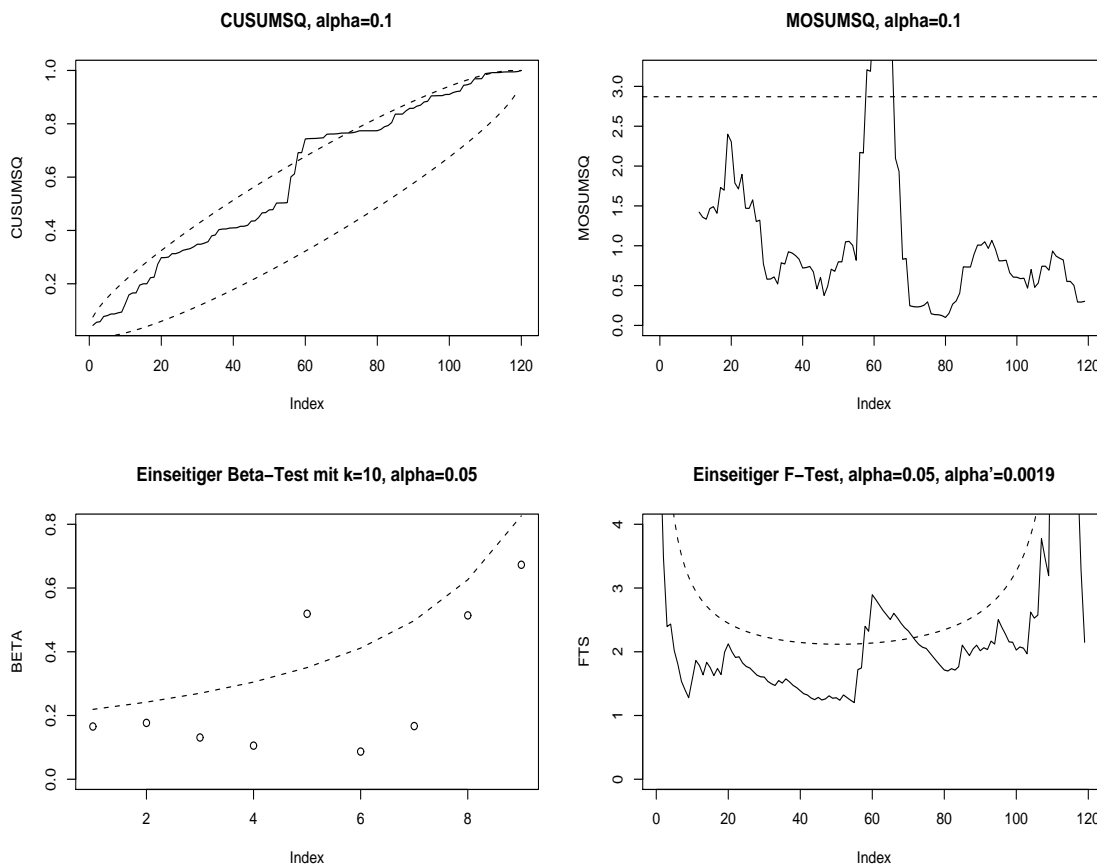 CUSUMSQ, alpha=0.1
CUSUMSQ
0.2 0.4 0.6 0.8 1.0
0 20 40 60 80 100 120
Index
MOSUMSQ, alpha=0.1
MOSUMSQ
0.0 0.5 1.0 1.5 2.0 2.5 3.0
0 20 40 60 80 100 120
Index
Einseitiger Beta−Test mit k=10, alpha=0.05
BETA
0.0 0.2 0.4 0.6 0.8
2 4 6 8
Index
Einseitiger F−Test, alpha=0.05, alpha’=0.0019
FTS
0 1 2 3 4
0 20 40 60 80 100 120
Index